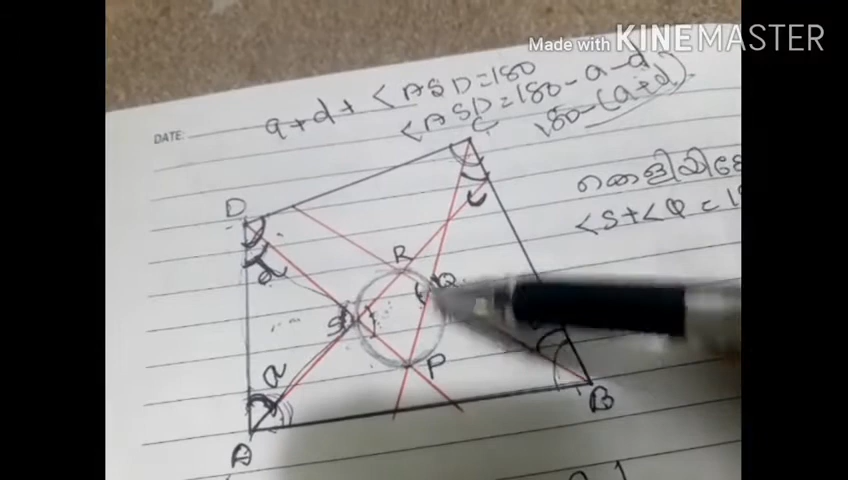 Made with KINEMASTER
DATE:
a+d+<ASD=180
<ASD=180-a-d
180-(a+d)
C
<S+<Q=1
D
c
R
d
Q
S
a
P
B